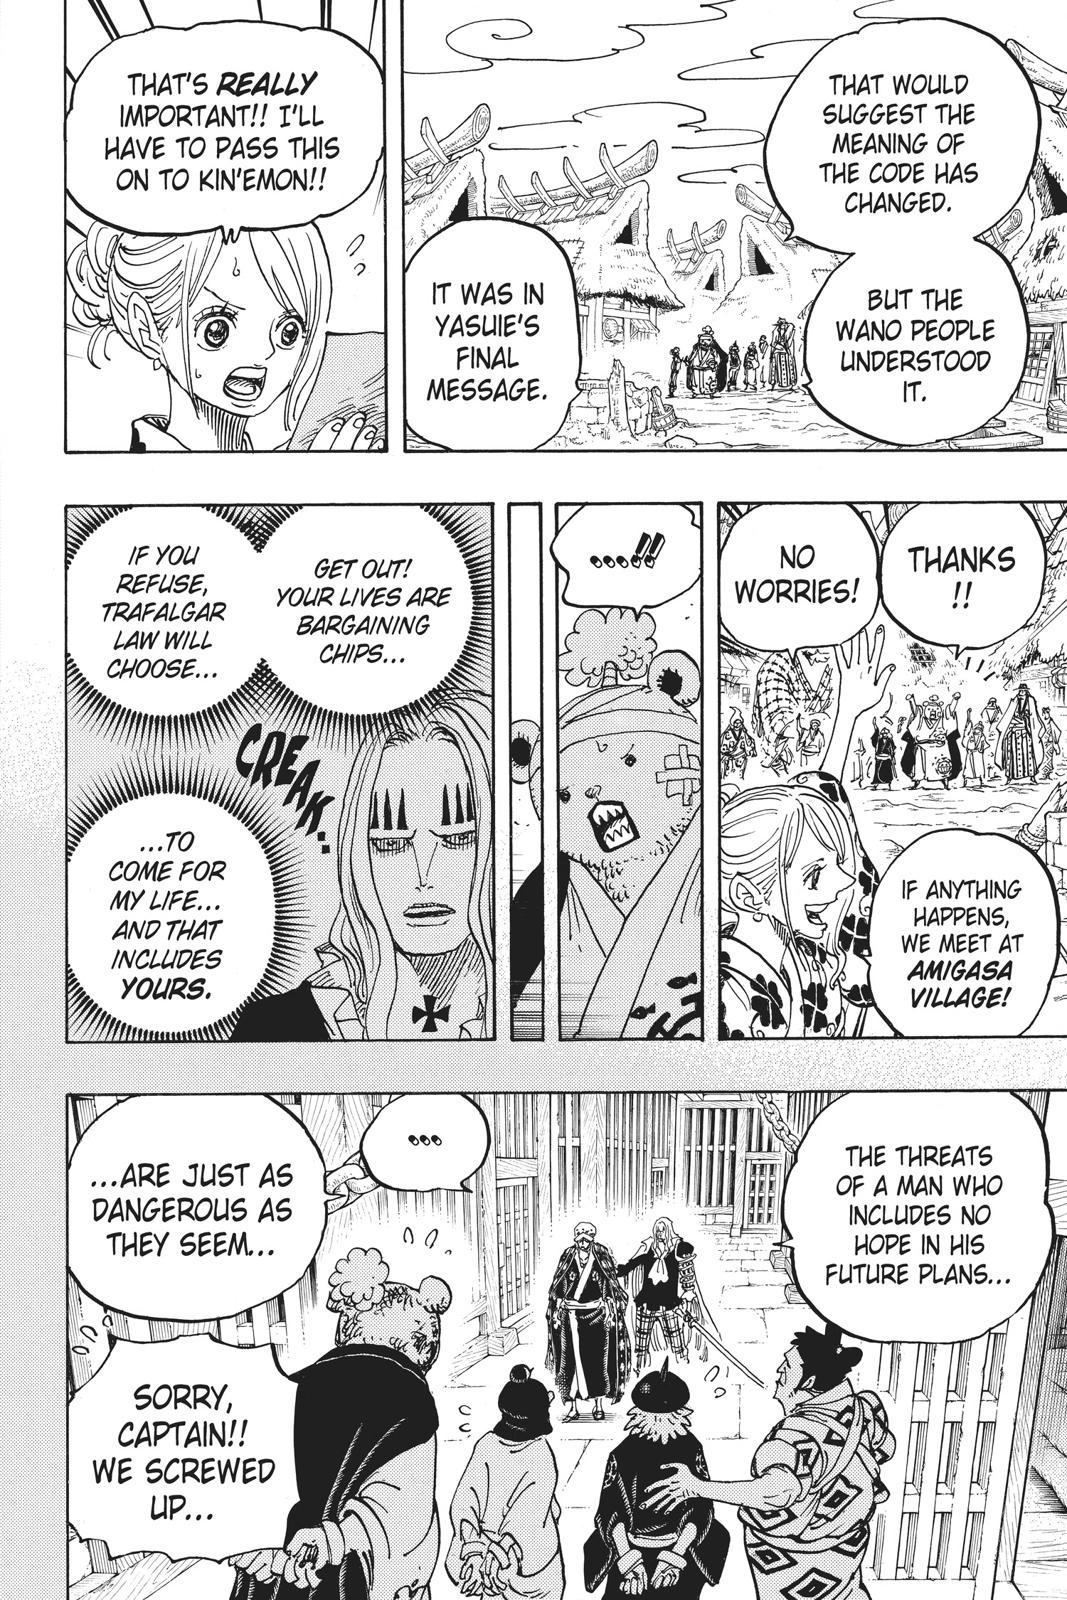 THAT WOULD
SUGGEST THE
MEANING OF
THE CODE HAS
CHANGED.
BUT THE
WANO PEOPLE
UNDERSTOOD
IT.
IT WAS IN
YASUIE'S
FINAL
MESSAGE.
THAT'S REALLY
IMPORTANT!! I'LL
HAVE TO PASS THIS
ON TO KIN'EMON!!
THANKS
!!
NO
WORRIES!
IF ANYTHING
HAPPENS,
WE MEET AT
AMIGASA
VILLAGE!
....!!
GET OUT!
YOUR LIVES ARE
BARGAINING
CHIPS...
IF YOU
REFUSE,
TRAFALGAR
LAW WILL
CHOOSE...
CREAK.
...TO
COME FOR
MY LIFE...
AND THAT
INCLUDES
YOURS.
THE THREATS
OF A MAN WHO
INCLUDES NO
HOPE IN HIS
FUTURE PLANS...
...
...ARE JUST AS
DANGEROUS AS
THEY SEEM...
SORRY,
CAPTAIN!!
WE SCREWED
UP...